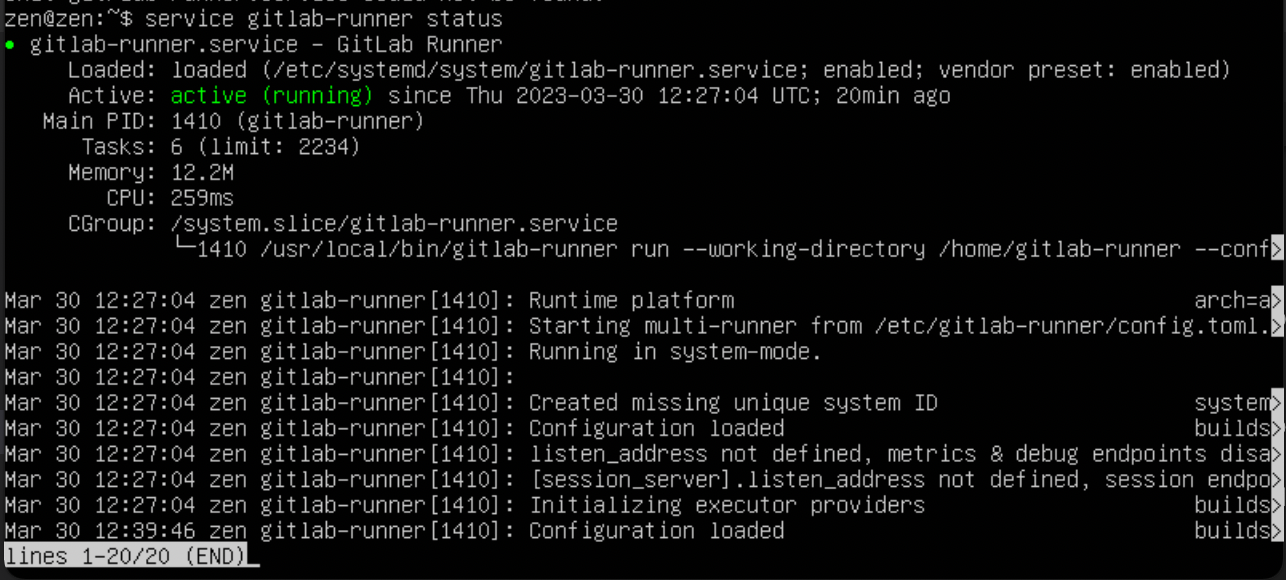 zen@zen:~$ service gitlab-runner status
● gitlab-runner.service - GitLab Runner
Loaded: loaded (/etc/systemd/system/gitlab-runner.service; enabled; vendor preset: enabled)
Active: active (running) since Thu 2023-03-30 12:27:04 UTC; 20min ago
Main PID: 1410 (gitlab-runner)
Tasks: 6 (limit: 2234)
Memory: 12.2M
CPU: 259ms
CGroup: /system.slice/gitlab-runner.service
└─1410 /usr/local/bin/gitlab-runner run --working-directory /home/gitlab-runner --conf>
Mar 30 12:27:04 zen gitlab-runner[1410]: Runtime platform arch=a>
Mar 30 12:27:04 zen gitlab-runner[1410]: Starting multi-runner from /etc/gitlab-runner/config.toml.>
Mar 30 12:27:04 zen gitlab-runner[1410]: Running in system-mode.
Mar 30 12:27:04 zen gitlab-runner[1410]:
Mar 30 12:27:04 zen gitlab-runner[1410]: Created missing unique system ID system>
Mar 30 12:27:04 zen gitlab-runner[1410]: Configuration loaded builds>
Mar 30 12:27:04 zen gitlab-runner[1410]: listen_address not defined, metrics & debug endpoints disa>
Mar 30 12:27:04 zen gitlab-runner[1410]: [session_server].listen_address not defined, session endpo>
Mar 30 12:27:04 zen gitlab-runner[1410]: Initializing executor providers builds>
Mar 30 12:39:46 zen gitlab-runner[1410]: Configuration loaded builds>
lines 1-20/20 (END)